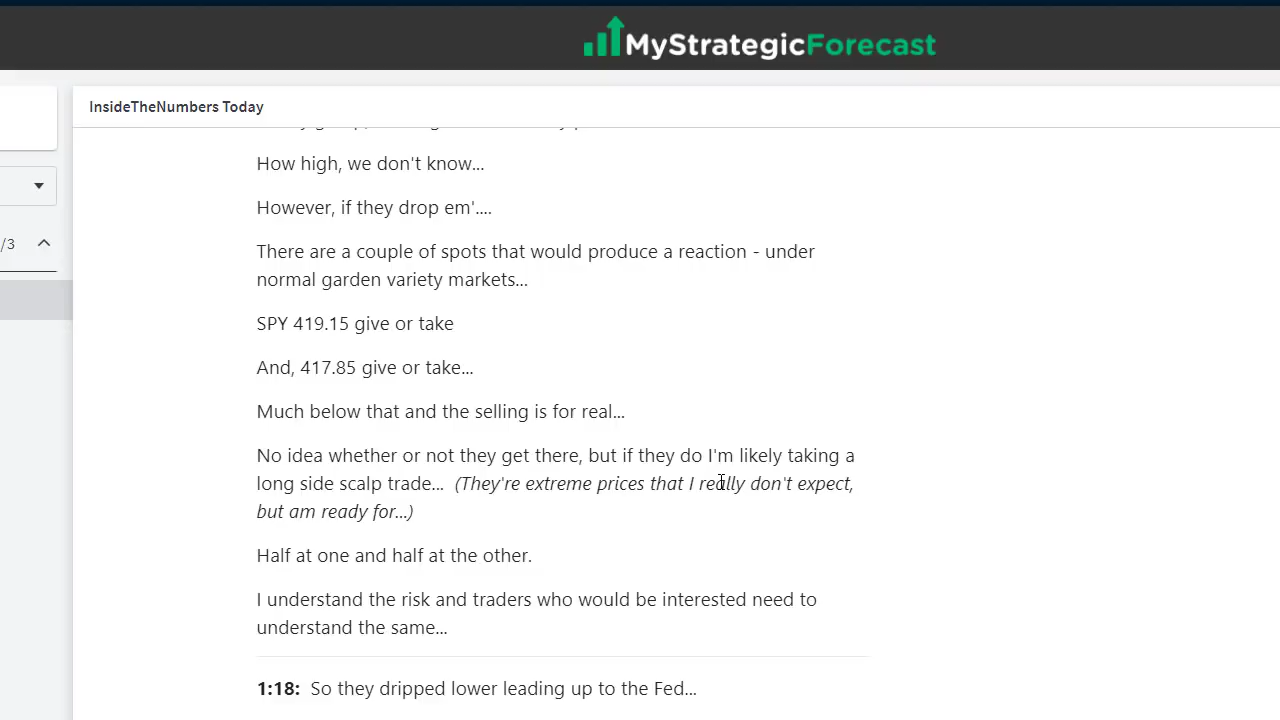 MyStrategicForecast
InsideTheNumbers Today
How high, we don't know...
/3
However, if they drop em'....
There are a couple of spots that would produce a reaction - under
normal garden variety markets...
SPY 419.15 give or take
And, 417.85 give or take...
Much below that and the selling is for real...
No idea whether or not they get there, but if they do I'm likely taking a
long side scalp trade...  (They're extreme prices that I really don't expect,
but am ready for...)
Half at one and half at the other.
I understand the risk and traders who would be interested need to
understand the same...
1:18:  So they dripped lower leading up to the Fed...